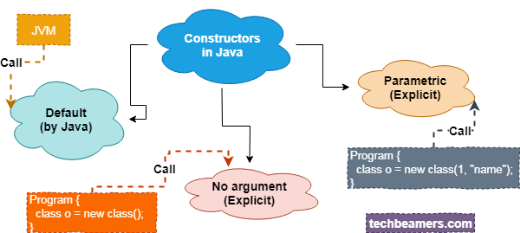 JVM
Call
Constructors
in Java
Default
(by Java)
Parametric
(Explicit)
Call
Program {
class o = new class(1, "name");
}
Call
No argument
(Explicit)
Program {
class o = new class();
}
techbeamers.com